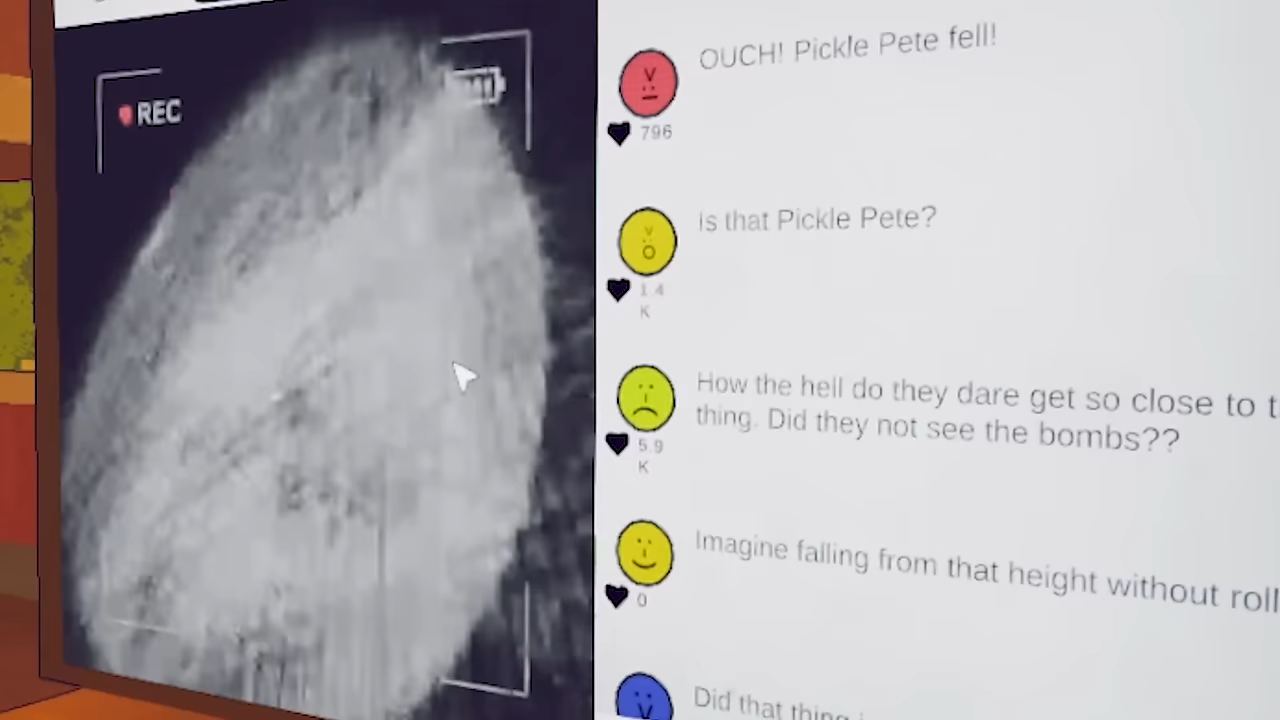 REC
OUCH! Pickle Pete fell!
796
Is that Pickle Pete?
1.4
K
How the hell do they dare get so close to t
thing. Did they not see the bombs??
5.9
K
Imagine falling from that height without roll
0
Did that thing